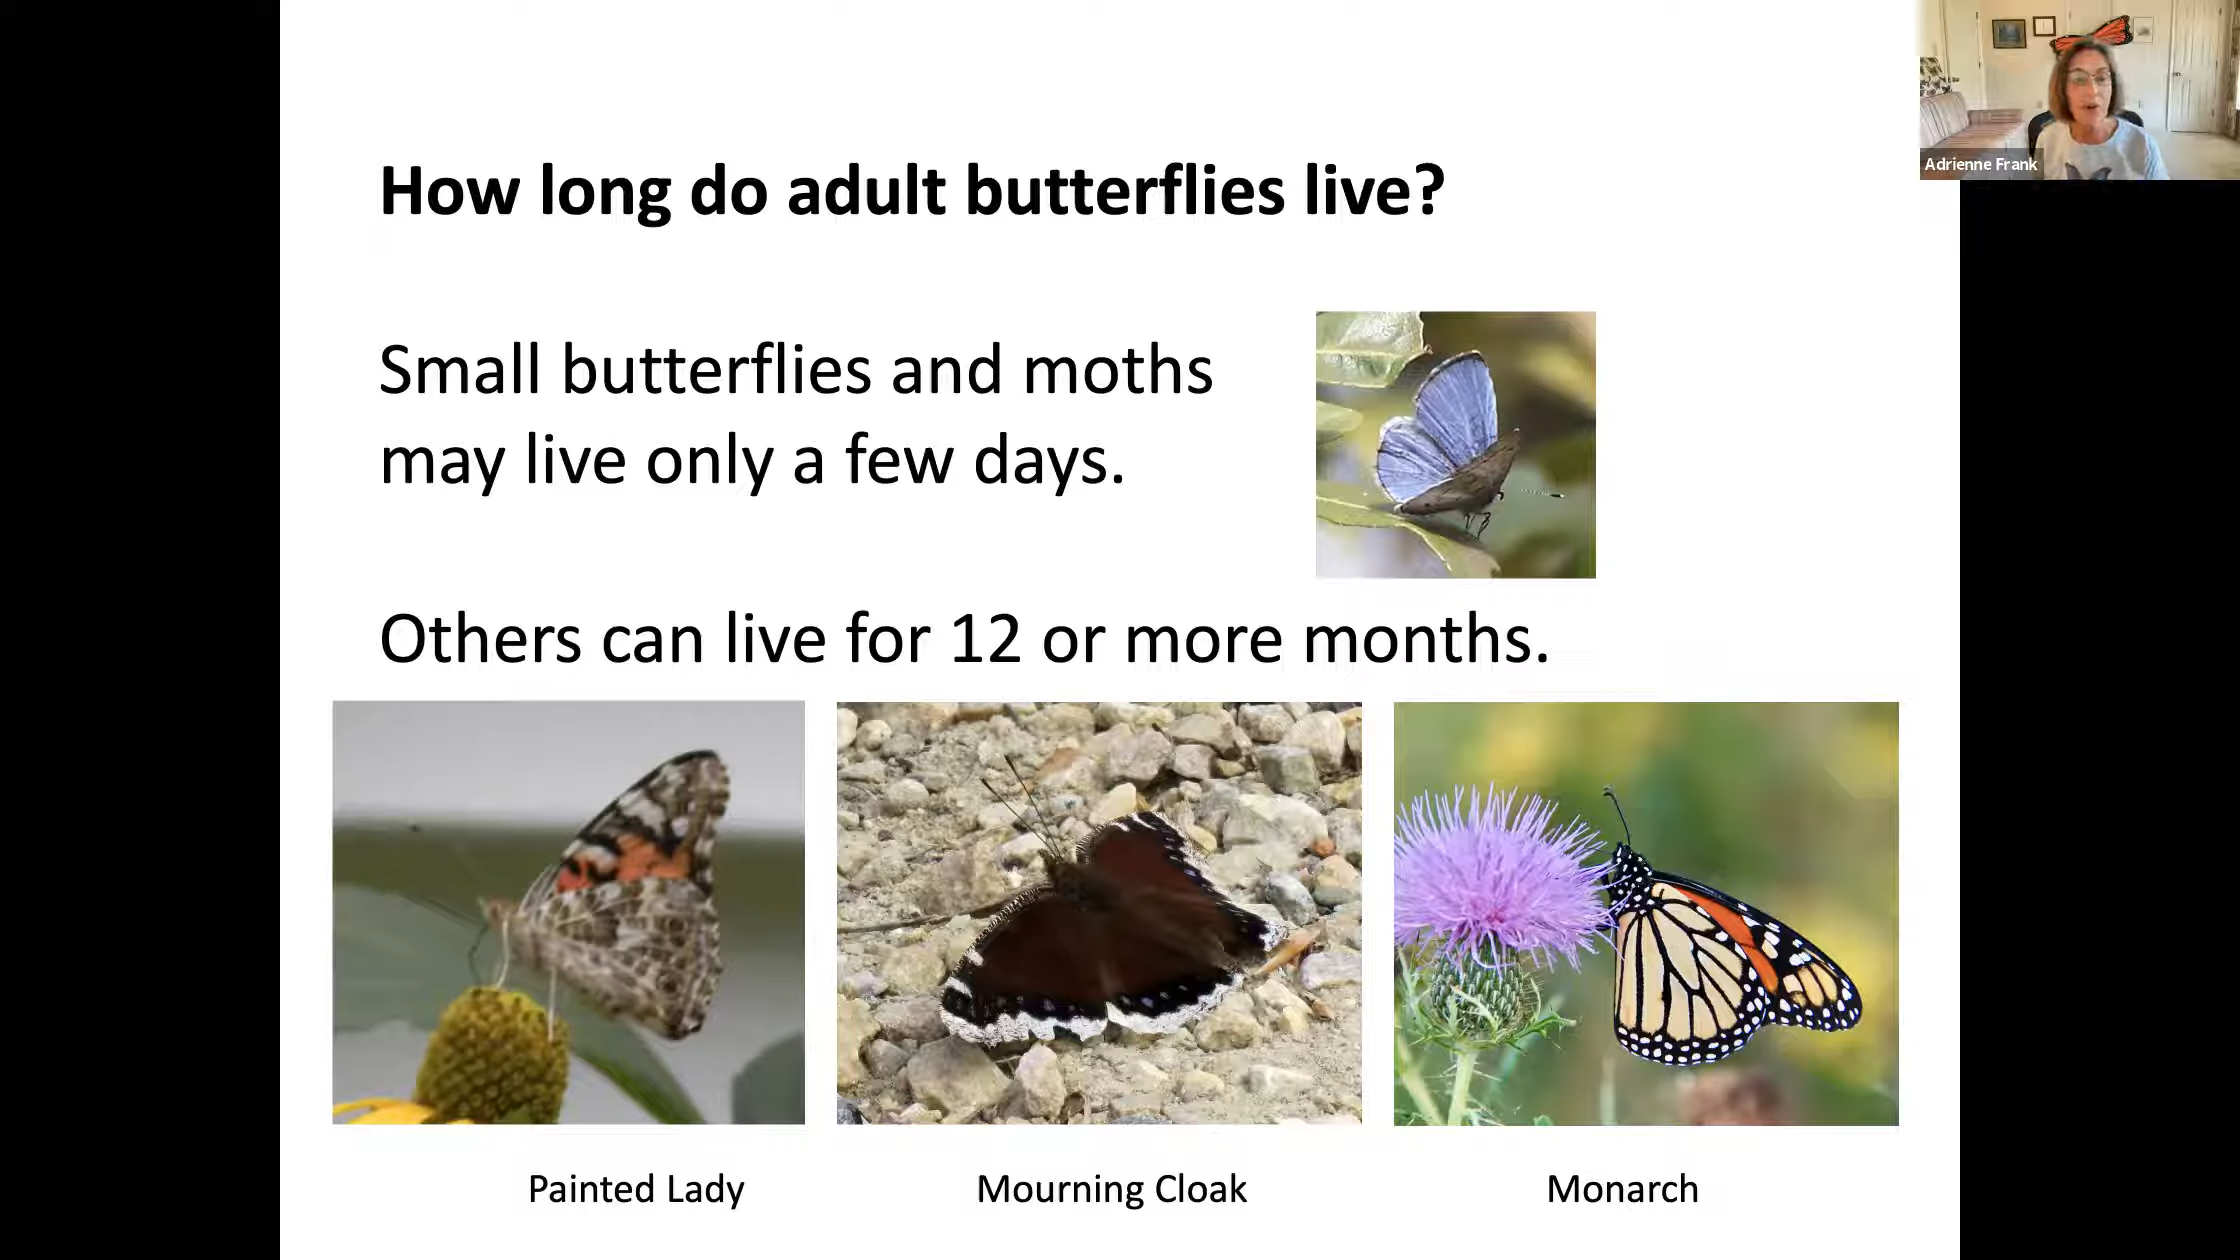 Adrienne Frank
How long do adult butterflies live?
Small butterflies and moths
may live only a few days.
Others can live for 12 or more months.
Painted Lady
Mourning Cloak
Monarch